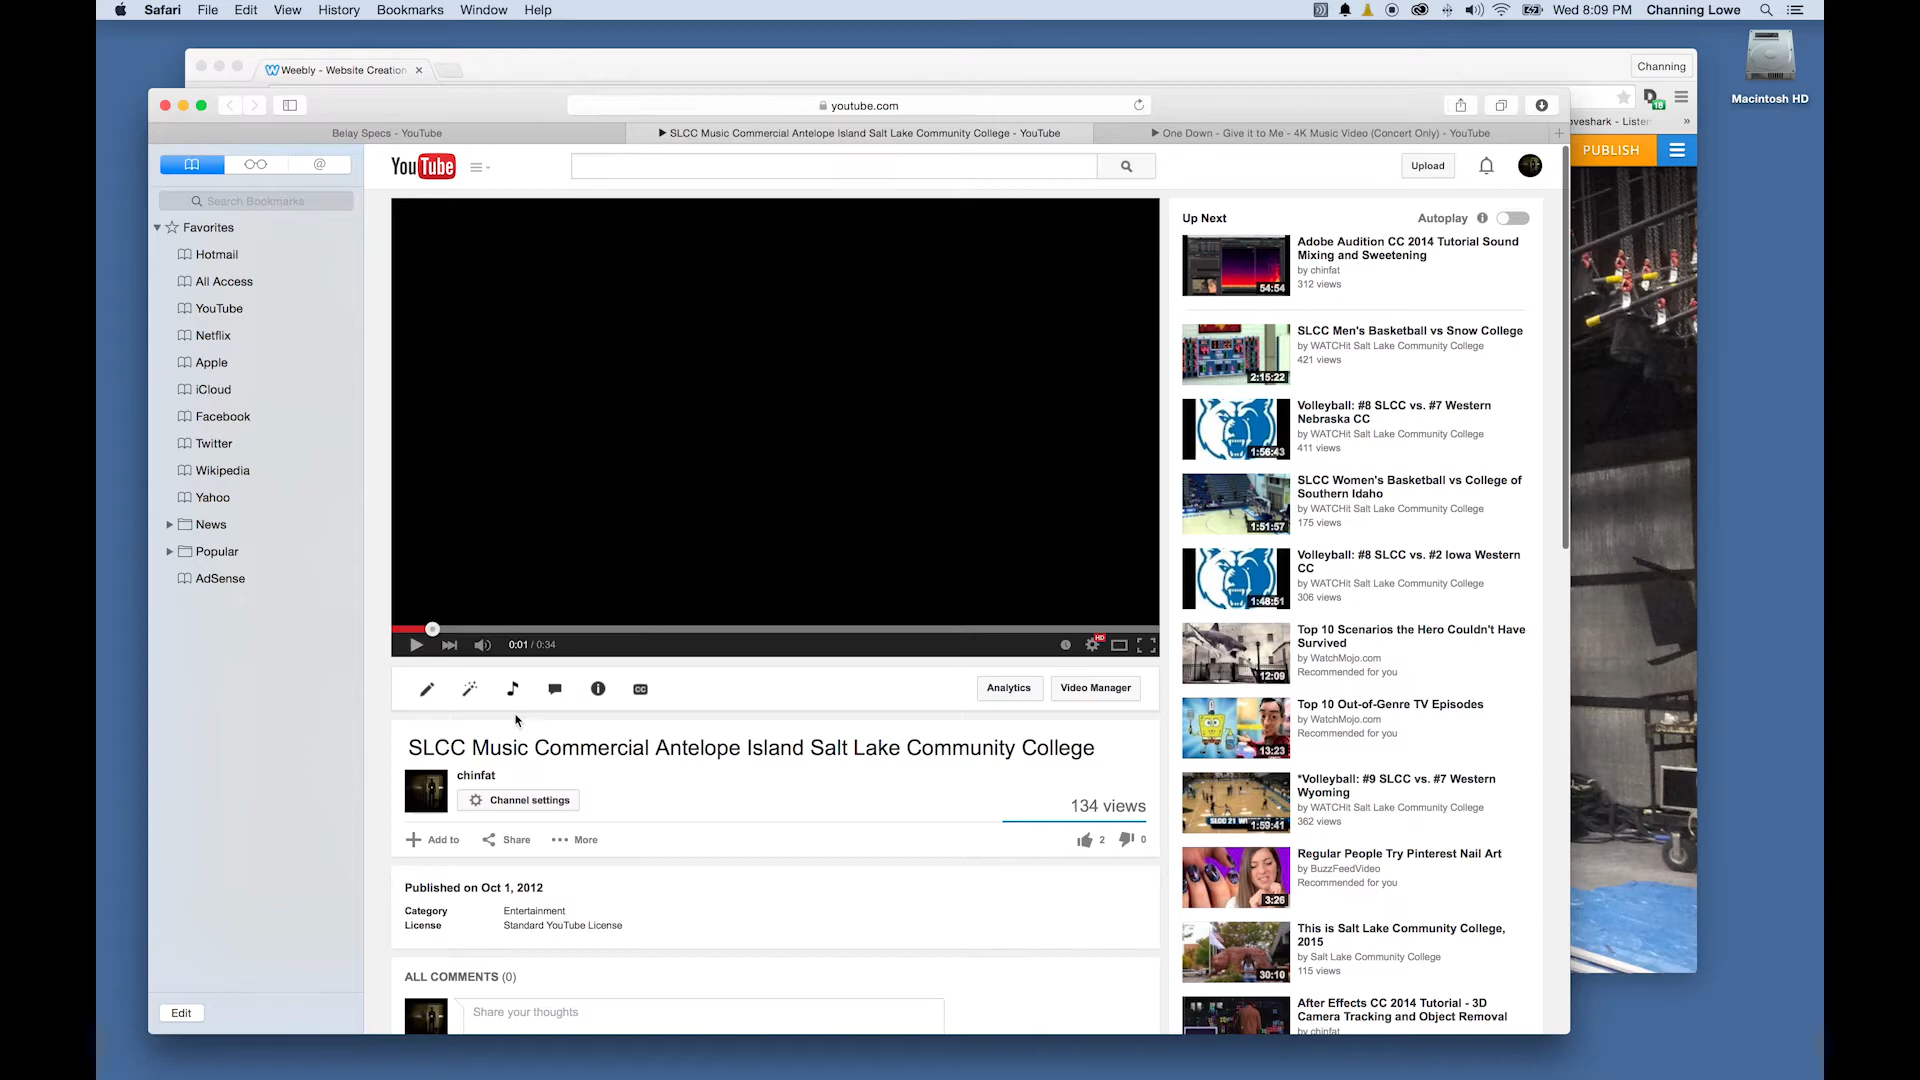 Safari File Edit View History Bookmarks Window Help
Wed 8:09 PM Channing Lowe
Macintosh HD
Weebly - Website Creation
Channing
youtube.com
18
Belay Specs - YouTube
SLCC Music Commercial Antelope Island Salt Lake Community College - YouTube
One Down - Give it to Me - 4K Music Video (Concert Only) - YouTube
PUBLISH
Search Bookmarks
Favorites
Hotmail
All Access
YouTube
Netflix
Apple
iCloud
Facebook
Twitter
Wikipedia
Yahoo
News
Popular
AdSense
Edit
YouTube
Upload
0:01 / 0:34
HD
CC
Analytics
Video Manager
SLCC Music Commercial Antelope Island Salt Lake Community College
chinfat
Channel settings
134 views
Add to
Share
More
2
0
Published on Oct 1, 2012
Category Entertainment
License Standard YouTube License
ALL COMMENTS (0)
Share your thoughts
Up Next
Autoplay
54:54
Adobe Audition CC 2014 Tutorial Sound
Mixing and Sweetening
by chinfat
312 views
2:15:22
SLCC Men's Basketball vs Snow College
by WATCHit Salt Lake Community College
421 views
1:56:43
Volleyball: #8 SLCC vs. #7 Western
Nebraska CC
by WATCHit Salt Lake Community College
411 views
1:51:57
SLCC Women's Basketball vs College of
Southern Idaho
by WATCHit Salt Lake Community College
175 views
1:48:51
Volleyball: #8 SLCC vs. #2 Iowa Western
CC
by WATCHit Salt Lake Community College
306 views
12:09
Top 10 Scenarios the Hero Couldn't Have
Survived
by WatchMojo.com
Recommended for you
13:23
Top 10 Out-of-Genre TV Episodes
by WatchMojo.com
Recommended for you
1:59:41
*Volleyball: #9 SLCC vs. #7 Western
Wyoming
by WATCHit Salt Lake Community College
362 views
3:26
Regular People Try Pinterest Nail Art
by BuzzFeedVideo
Recommended for you
30:10
This is Salt Lake Community College,
2015
by Salt Lake Community College
115 views
After Effects CC 2014 Tutorial - 3D
Camera Tracking and Object Removal
by chinfat